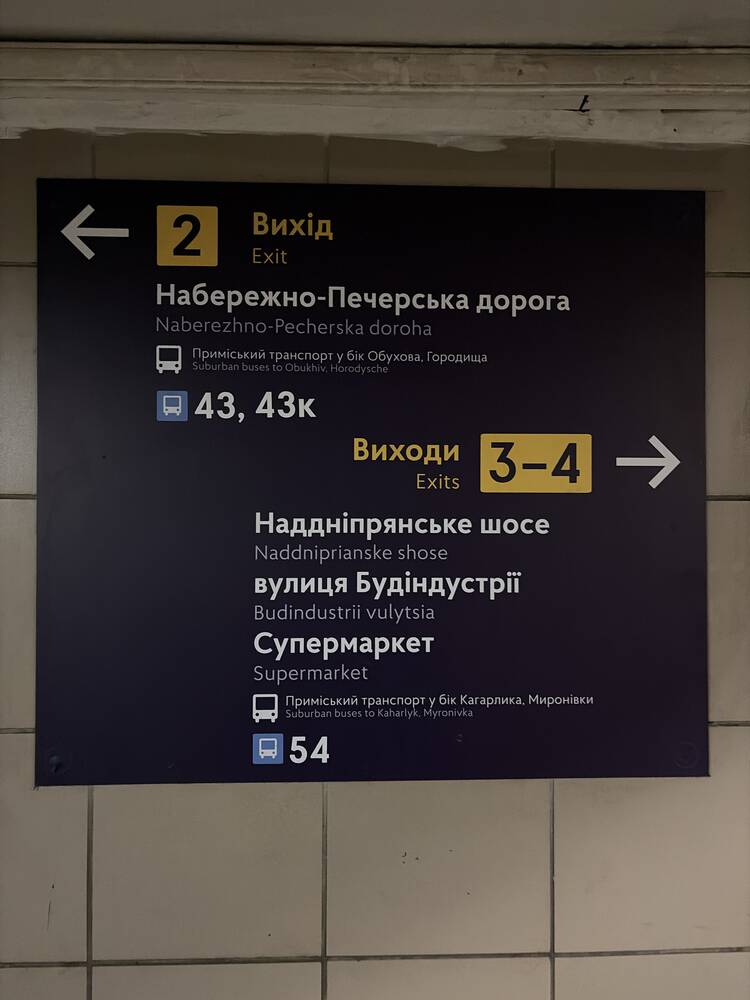 2 Вихід
Exit
Набережно-Печерська дорога
Naberezhno-Pecherska doroha
Приміський транспорт у бік Обухова, Городища
Suburban buses to Obukhiv, Horodysche
43, 43к
Виходи 3–4
Exits
Наддніпрянське шосе
Naddniprianske shose
вулиця Будіндустрії
Budindustrii vulytsia
Супермаркет
Supermarket
Приміський транспорт у бік Кагарлика, Миронівки
Suburban buses to Kaharlyk, Myronivka
54